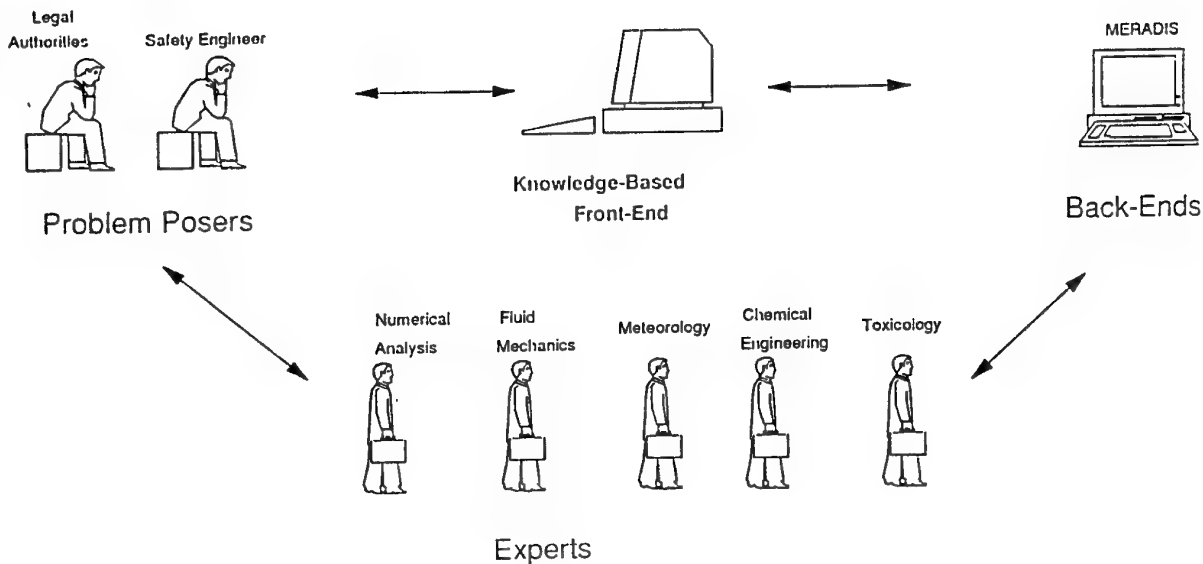 Legal
Authorities
Safety Engineer
MERADIS
Knowledge-Based
Front-End
Problem Posers
Back-Ends
Numerical
Analysis
Fluid
Mechanics
Meteorology
Chemical
Engineering
Toxicology
Experts